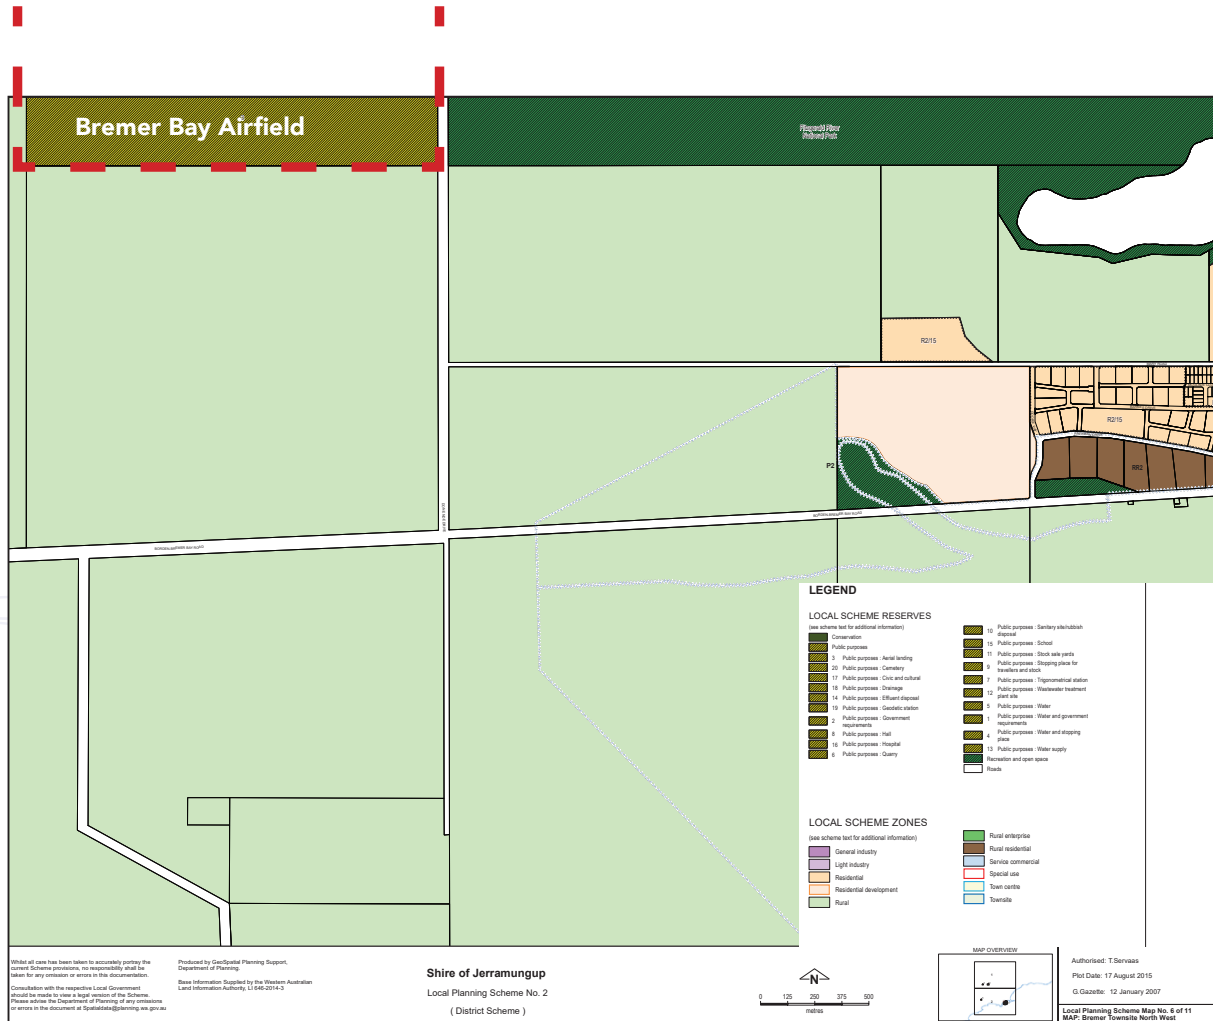 Bremer Bay Airfield
Fitzgerald River
National Park
R2/15
R2/15
P2
RR2
BORDEN-BREMER BAY ROAD
BORDEN-BREMER BAY ROAD
LEGEND
LOCAL SCHEME RESERVES
(see scheme text for additional information)
Conservation
Public purposes
3 Public purposes : Aerial landing
20 Public purposes : Cemetery
17 Public purposes : Civic and cultural
18 Public purposes : Drainage
14 Public purposes : Effluent disposal
19 Public purposes : Geodetic station
2 Public purposes : Government
requirements
8 Public purposes : Hall
16 Public purposes : Hospital
6 Public purposes : Quarry
10 Public purposes : Sanitary site/rubbish
disposal
15 Public purposes : School
11 Public purposes : Stock sale yards
9 Public purposes : Stopping place for
travellers and stock
7 Public purposes : Trigonometrical station
12 Public purposes : Wastewater treatment
plant site
5 Public purposes : Water
1 Public purposes : Water and government
requirements
4 Public purposes : Water and stopping
place
13 Public purposes : Water supply
Recreation and open space
Roads
LOCAL SCHEME ZONES
(see scheme text for additional information)
General industry
Light industry
Residential
Residential development
Rural
Rural enterprise
Rural residential
Service commercial
Special use
Town centre
Townsite
Whilst all care has been taken to accurately portray the
current Scheme provisions, no responsibility shall be
taken for any omission or errors in this documentation.
Consultation with the respective Local Government
should be made to view a legal version of the Scheme.
Please advise the Department of Planning of any omissions
or errors in the document at Spatialdata@planning.wa.gov.au
Produced by GeoSpatial Planning Support,
Department of Planning.
Base Information Supplied by the Western Australian
Land Information Authority, LI 646-2014-3
Shire of Jerramungup
Local Planning Scheme No. 2
( District Scheme )
N
0 125 250 375 500
metres
MAP OVERVIEW
Authorised: T.Servaas
Plot Date: 17 August 2015
G.Gazette: 12 January 2007
Local Planning Scheme Map No. 6 of 11
MAP: Bremer Townsite North West